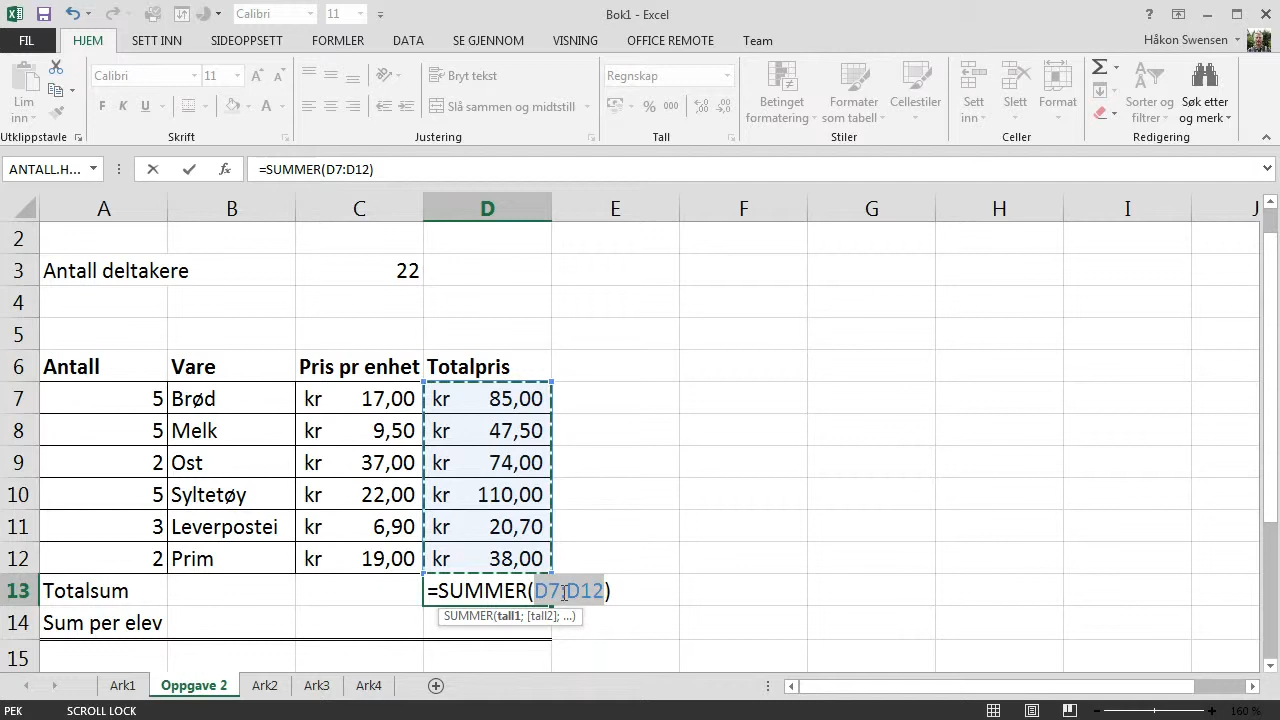 Calibri 11 Bok1 - Excel ?
FIL HJEM SETT INN SIDEOPPSETT FORMLER DATA SE GJENNOM VISNING OFFICE REMOTE Team Håkon Swensen
Calibri 11 Bryt tekst Regnskap
Lim inn Slå sammen og midtstill Betinget formatering Formater som tabell Cellestiler Sett inn Slett Format Sorter og filtrer Søk etter og merk
F K U A % 000
Utklippstavle Skrift Justering Tall Stiler Celler Redigering
ANTALL.H... fx =SUMMER(D7:D12)
A B C D E F G H I J
2
3 Antall deltakere 22
4
5
6 Antall Vare Pris pr enhet Totalpris
7 5 Brød kr 17,00 kr 85,00
8 5 Melk kr 9,50 kr 47,50
9 2 Ost kr 37,00 kr 74,00
10 5 Syltetøy kr 22,00 kr 110,00
11 3 Leverpostei kr 6,90 kr 20,70
12 2 Prim kr 19,00 kr 38,00
13 Totalsum =SUMMER(D7:D12)
14 Sum per elev SUMMER(tall1; [tall2]; ...)
15
Ark1 Oppgave 2 Ark2 Ark3 Ark4
PEK SCROLL LOCK 160 %